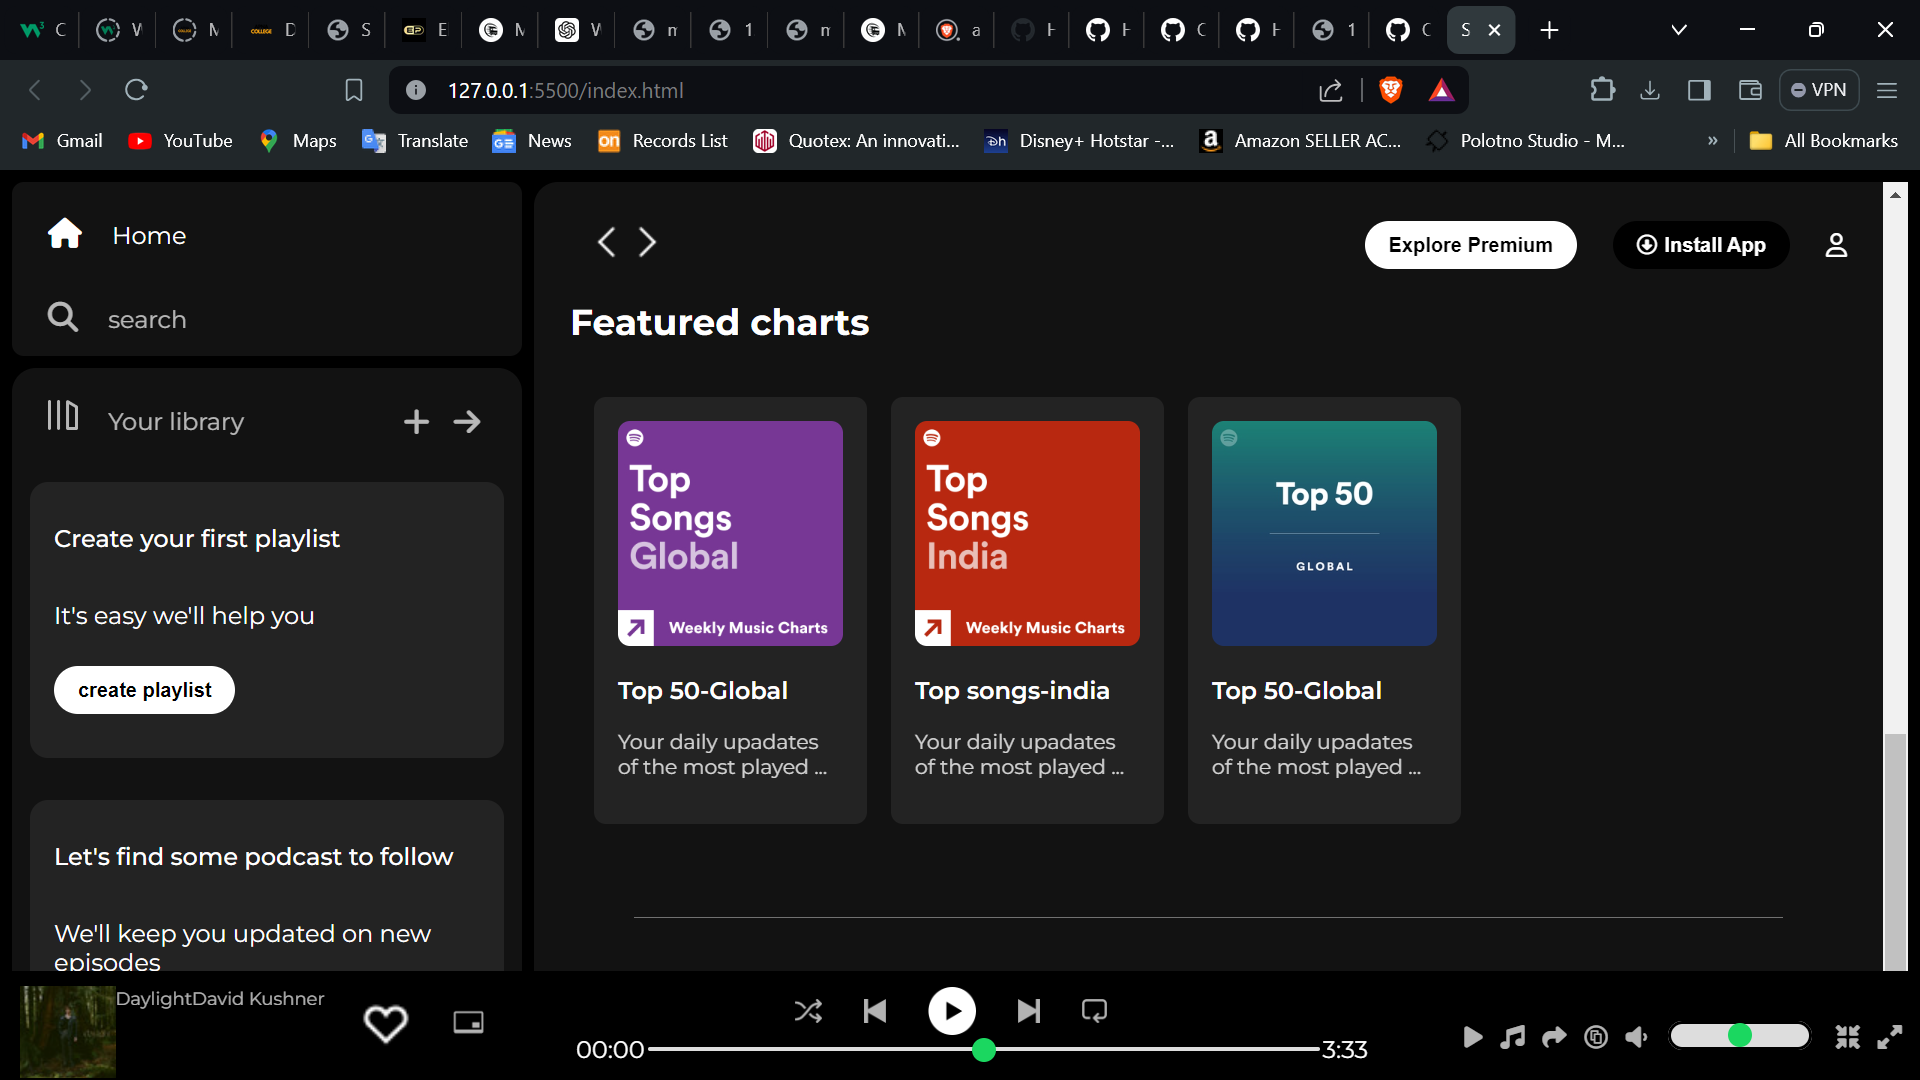 127.0.0.1:5500/index.html
VPN
Gmail
YouTube
Maps
Translate
News
Records List
Quotex: An innovati...
Disney+ Hotstar -...
Amazon SELLER AC...
Polotno Studio - M...
»
All Bookmarks
Home
search
Your library
Create your first playlist
It's easy we'll help you
create playlist
Let's find some podcast to follow
We'll keep you updated on new
episodes
Explore Premium
Install App
Featured charts
Top
Songs
Global
Weekly Music Charts
Top 50-Global
Your daily upadates
of the most played ...
Top
Songs
India
Weekly Music Charts
Top songs-india
Your daily upadates
of the most played ...
Top 50
GLOBAL
Top 50-Global
Your daily upadates
of the most played ...
DaylightDavid Kushner
00:00
3:33